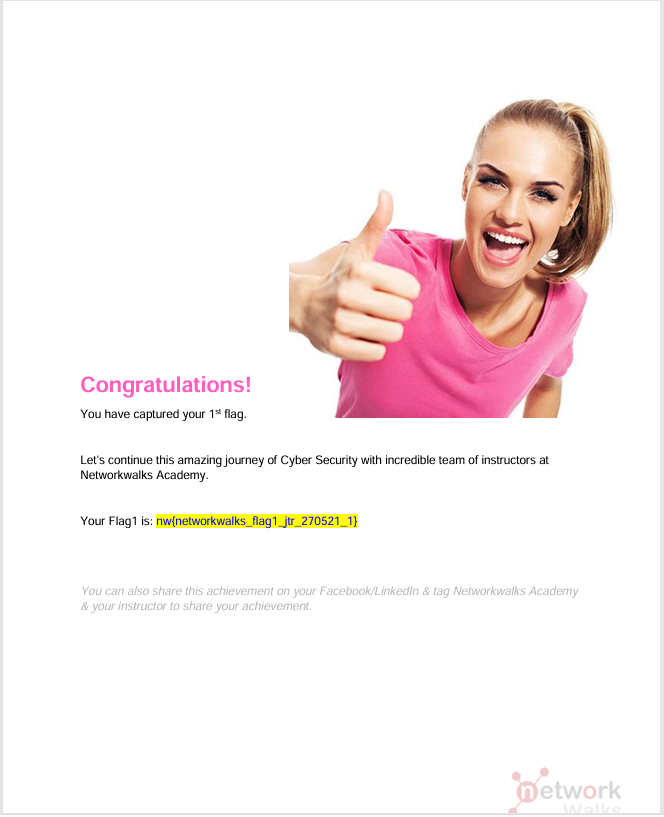 Congratulations!
You have captured your 1st flag.
Let's continue this amazing journey of Cyber Security with incredible team of instructors at
Networkwalks Academy.
Your Flag1 is: nw{networkwalks_flag1_jtr_270521_1}
You can also share this achievement on your Facebook/LinkedIn & tag Networkwalks Academy
& your instructor to share your achievement.
network
Walks